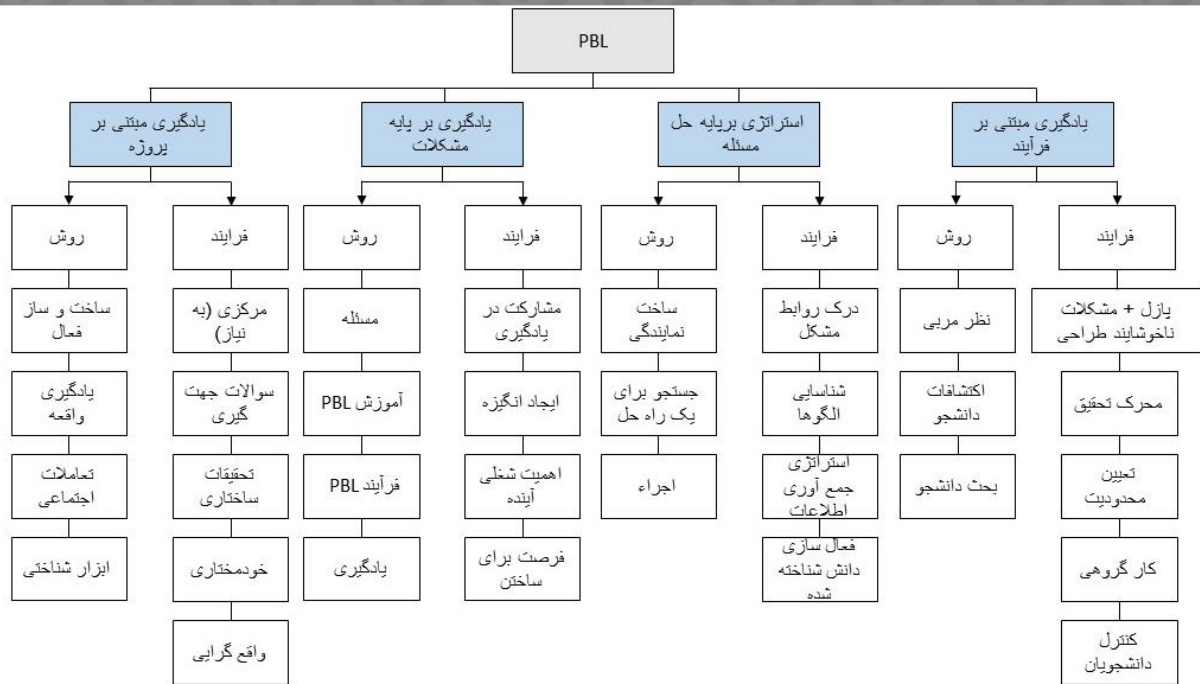 PBL
یادگیری مبتنی بر
فرآیند
استراتژی برپایه حل
مسئله
یادگیری بر پایه
مشکلات
یادگیری مبتنی بر
پروژه
فرایند
روش
فرایند
روش
فرایند
روش
فرایند
روش
پازل + مشکلات
ناخوشایند طراحی
نظر مربی
درک روابط
مشکل
ساخت
نمایندگی
مشارکت در
یادگیری
مسئله
مرکزی (به
نیاز)
ساخت و ساز
فعال
محرک تحقیق
اکتشافات
دانشجو
شناسایی
الگوها
جستجو برای
یک راه حل
ایجاد انگیزه
آموزش PBL
سوالات جهت
گیری
یادگیری
واقعه
تعیین
محدودیت
بحث دانشجو
استراتژی
جمع آوری
اطلاعات
اجراء
اهمیت شغلی
آینده
فرآیند PBL
تحقیقات
ساختاری
تعاملات
اجتماعی
کار گروهی
فعال سازی
دانش شناخته
شده
فرصت برای
ساختن
یادگیری
خودمختاری
ابزار شناختی
کنترل
دانشجویان
واقع گرایی